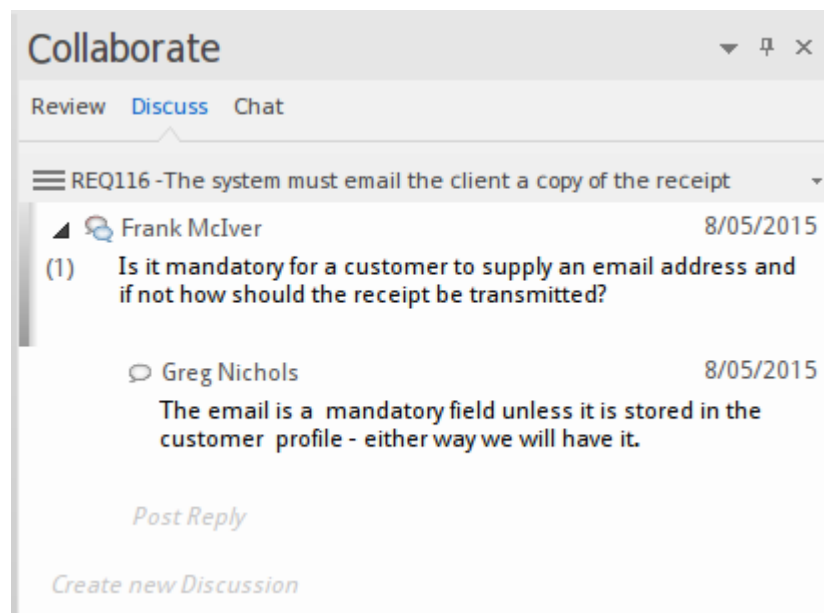 Collaborate
Review Discuss Chat
REQ116 -The system must email the client a copy of the receipt
Frank McIver 8/05/2015
(1) Is it mandatory for a customer to supply an email address and
if not how should the receipt be transmitted?
Greg Nichols 8/05/2015
The email is a mandatory field unless it is stored in the
customer profile - either way we will have it.
Post Reply
Create new Discussion